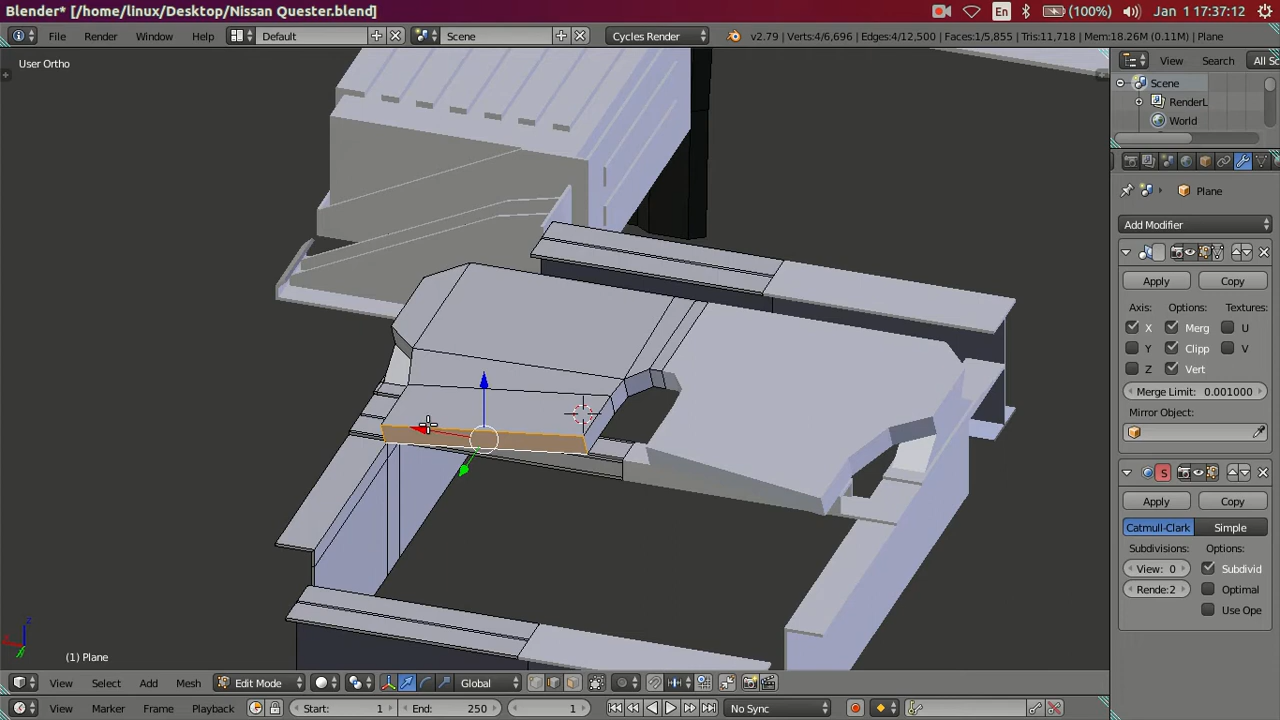 Blender* [/home/linux/Desktop/Nissan Quester.blend]
En
(100%)
Jan 1 17:37:12
File
Render
Window
Help
Default
Scene
Cycles Render
v2.79 | Verts:4/6,696 | Edges:4/12,500 | Faces:1/5,855 | Tris:11,718 | Mem:18.26M (0.11M) | Plane
User Ortho
View
Search
All Sc
Scene
RenderL
World
Plane
Add Modifier
Apply
Copy
Axis:
Options:
Textures:
X
Merg
U
Y
Clipp
V
Z
Vert
Merge Limit: 0.001000
Mirror Object:
S
Apply
Copy
Catmull-Clark
Simple
Subdivisions:
Options:
View: 0
Subdivid
Rende:2
Optimal
Use Ope
(1) Plane
View
Select
Add
Mesh
Edit Mode
Global
View
Marker
Frame
Playback
Start: 1
End: 250
1
No Sync